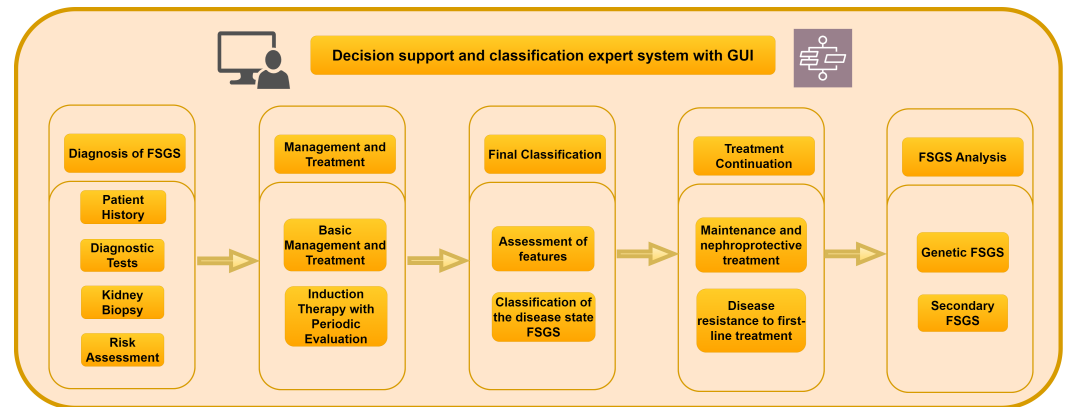 Decision support and classification expert system with GUI
Diagnosis of FSGS
Patient
History
Diagnostic
Tests
Kidney
Biopsy
Risk
Assessment
Management and
Treatment
Basic
Management and
Treatment
Induction
Therapy with
Periodic
Evaluation
Final Classification
Assessment of
features
Classification of
the disease state
FSGS
Treatment
Continuation
Maintenance and
nephroprotective
treatment
Disease
resistance to first-
line treatment
FSGS Analysis
Genetic FSGS
Secondary
FSGS